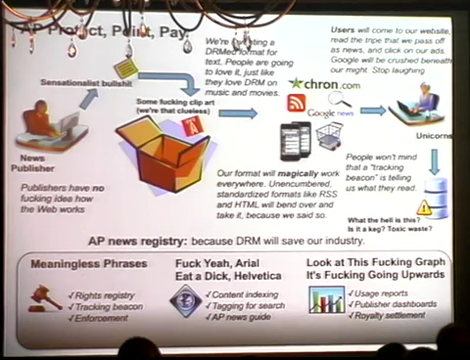 AP Protect, Point, Pay.
We're creating a
DRMed format for
text. People are going
to love it, just like
they love DRM on
music and movies.
Users will come to our website,
read the tripe that we pass off
as news, and click on our ads.
Google will be crushed beneath
our might. Stop laughing.
Sensationalist bullshit
Some fucking clip art
(we're that clueless)
chron.com
Google news
Unicorns
News
Publisher
Publishers have no
fucking idea how
the Web works
Our format will magically work
everywhere. Unencumbered,
standardized formats like RSS
and HTML will bend over and
take it, because we said so.
People won't mind
that a "tracking
beacon" is telling
us what they read.
What the hell is this?
Is it a keg? Toxic waste?
AP news registry: because DRM will save our industry.
Meaningless Phrases
✓Rights registry
✓Tracking beacon
✓Enforcement
Fuck Yeah, Arial
Eat a Dick, Helvetica
✓Content indexing
✓Tagging for search
✓AP news guide
Look at This Fucking Graph
It's Fucking Going Upwards
✓Usage reports
✓Publisher dashboards
✓Royalty settlement